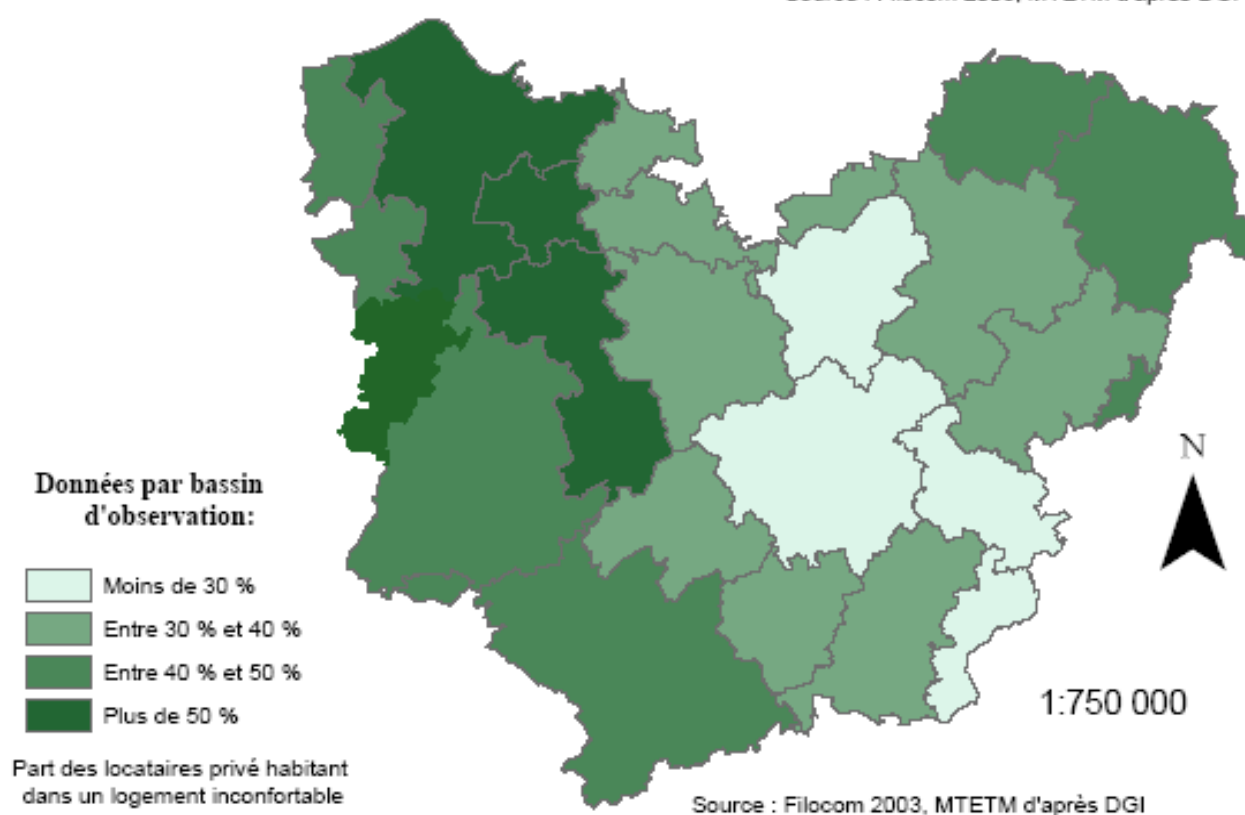 Données par bassin
d'observation:
Moins de 30 %
Entre 30 % et 40 %
Entre 40 % et 50 %
Plus de 50 %
Part des locataires privé habitant
dans un logement inconfortable
N
1:750 000
Source : Filocom 2003, MTETM d'après DGI